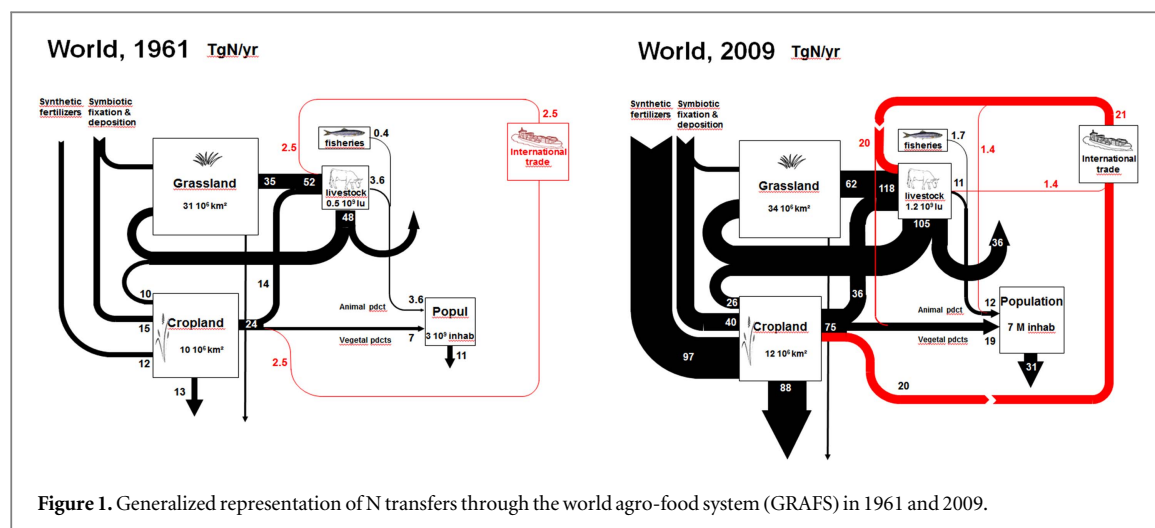 World, 1961 TgN/yr
Synthetic
fertilizers
Symbiotic
fixation &
deposition
2.5
2.5
0.4
fisheries
International
trade
Grassland
31 10⁶ km²
35
52
3.6
livestock
0.5 10⁹ lu
48
14
10
15
12
Cropland
10 10⁶ km²
24
Animal pdct
3.6
Vegetal pdcts
7
Popul
3 10⁹ inhab
11
2.5
13
World, 2009 TgN/yr
Synthetic
fertilizers
Symbiotic
fixation &
deposition
21
20
1.7
fisheries
1.4
International
trade
Grassland
34 10⁶ km²
62
118
11
1.4
livestock
1.2 10⁹ lu
105
36
36
26
40
97
Cropland
12 10⁶ km²
75
Animal pdct
12
Vegetal pdcts
19
Population
7 M inhab
31
20
88
Figure 1. Generalized representation of N transfers through the world agro-food system (GRAFS) in 1961 and 2009.